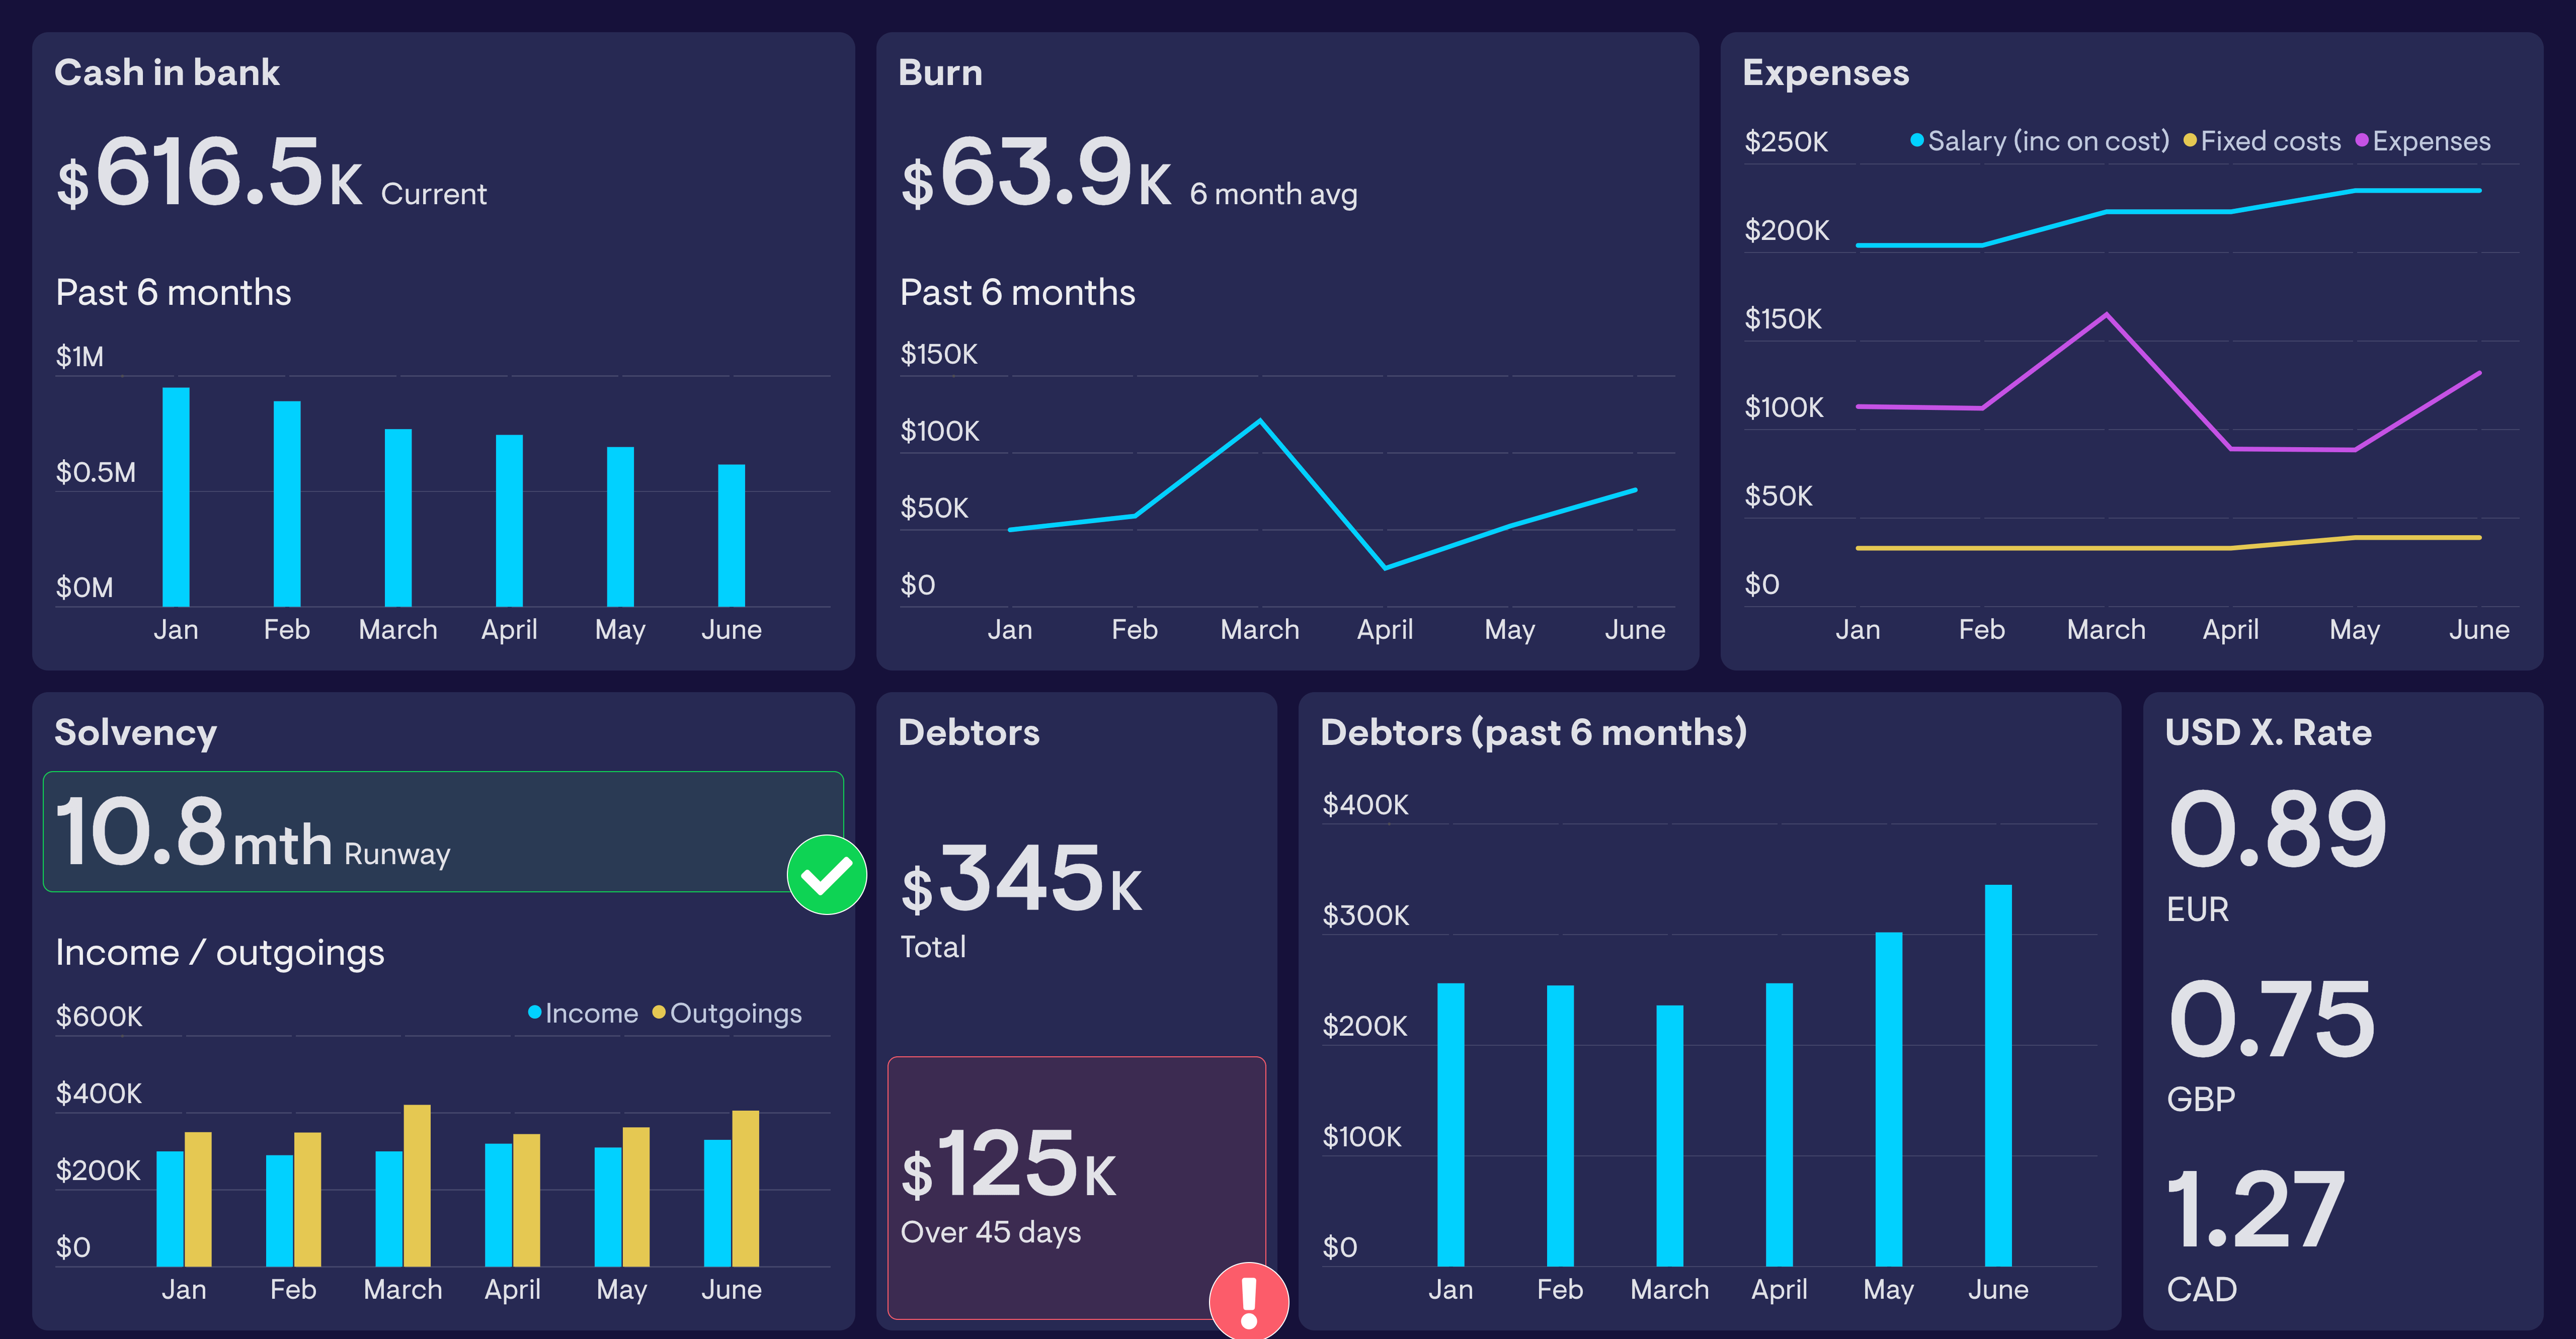 Cash in bank
$616.5K Current
Past 6 months
$1M
$0.5M
$0M
Jan Feb March April May June
Burn
$63.9K 6 month avg
Past 6 months
$150K
$100K
$50K
$0
Jan Feb March April May June
Expenses
Salary (inc on cost) Fixed costs Expenses
$250K
$200K
$150K
$100K
$50K
$0
Jan Feb March April May June
Solvency
10.8mth Runway
Income / outgoings
Income Outgoings
$600K
$400K
$200K
$0
Jan Feb March April May June
Debtors
$345K
Total
$125K
Over 45 days
!
Debtors (past 6 months)
$400K
$300K
$200K
$100K
$0
Jan Feb March April May June
USD X. Rate
0.89
EUR
0.75
GBP
1.27
CAD